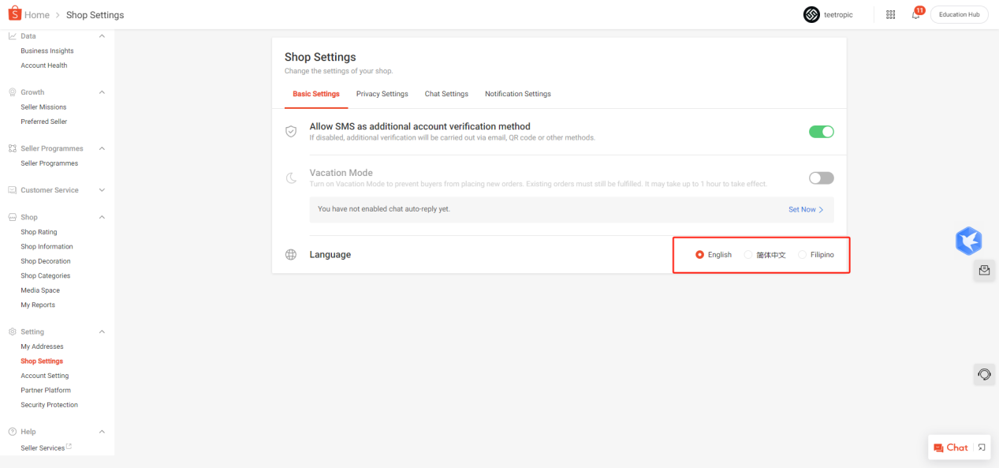 Home > Shop Settings
teetropic
11
Education Hub
Data
Business Insights
Account Health
Growth
Seller Missions
Preferred Seller
Seller Programmes
Seller Programmes
Customer Service
Shop
Shop Rating
Shop Information
Shop Decoration
Shop Categories
Media Space
My Reports
Setting
My Addresses
Shop Settings
Account Setting
Partner Platform
Security Protection
Help
Seller Services
Shop Settings
Change the settings of your shop.
Basic Settings Privacy Settings Chat Settings Notification Settings
Allow SMS as additional account verification method
If disabled, additional verification will be carried out via email, QR code or other methods.
Vacation Mode
Turn on Vacation Mode to prevent buyers from placing new orders. Existing orders must still be fulfilled. It may take up to 1 hour to take effect.
You have not enabled chat auto-reply yet. Set Now >
Language English 简体中文 Filipino
Chat